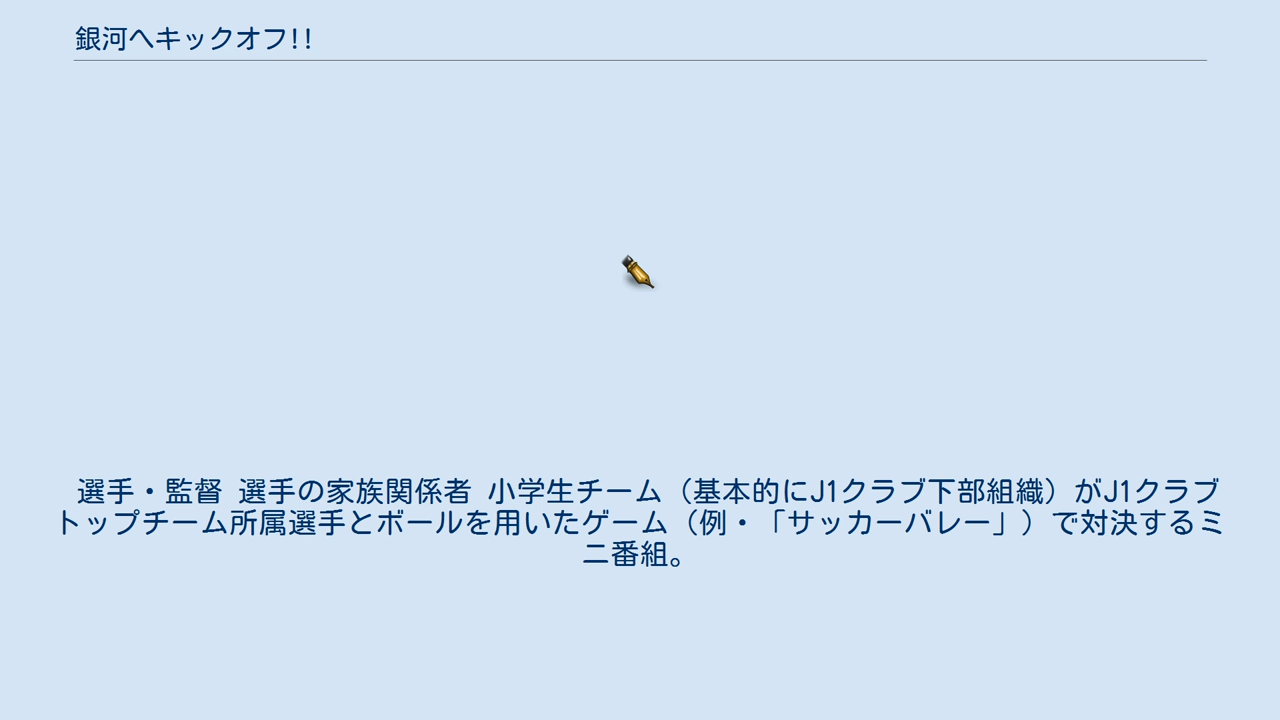 銀河へキックオフ!!
選手・監督 選手の家族関係者 小学生チーム（基本的にJ1クラブ下部組織）がJ1クラブ
トップチーム所属選手とボールを用いたゲーム（例・「サッカーバレー」）で対決するミ
ニ番組。